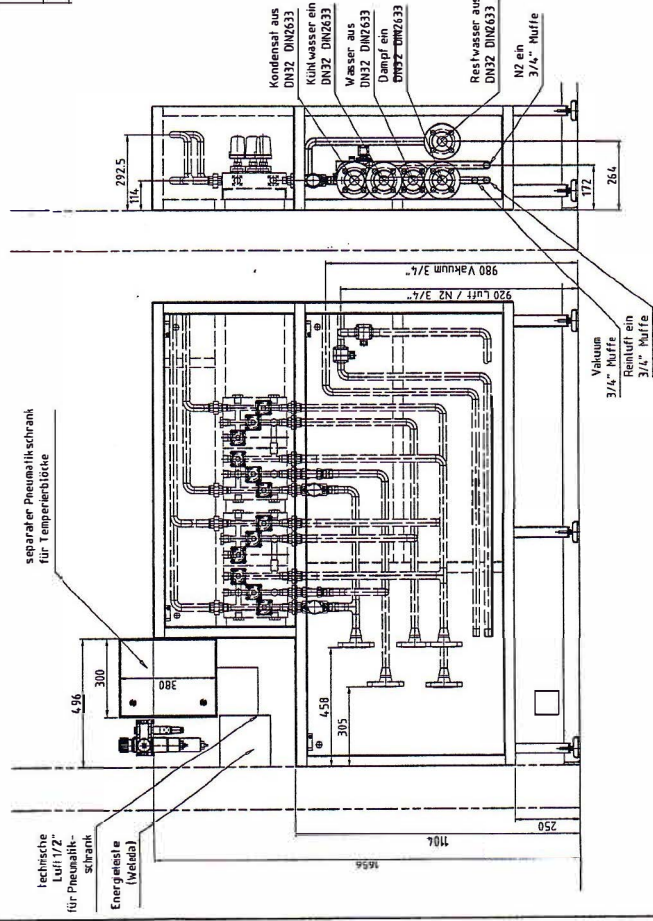 292.5
114
Kondensat aus
DN32 DIN2633
Kühlwasser ein
DN32 DIN2633
Wasser aus
DN32 DIN2633
Dampf ein
DN32 DIN2633
Restwasser aus
DN32 DIN2633
N2 ein
3/4" Muffe
172
264
980 Vakuum 3/4"
920 Luft / N2 3/4"
Vakuum
3/4" Muffe
Reinluft ein
3/4" Muffe
separater Pneumatikschrank
für Temperierblöcke
496
300
380
458
305
technische
Luft 1/2"
für Pneumatik-
schrank
Energieleiste
(Weleda)
250
1104
1656